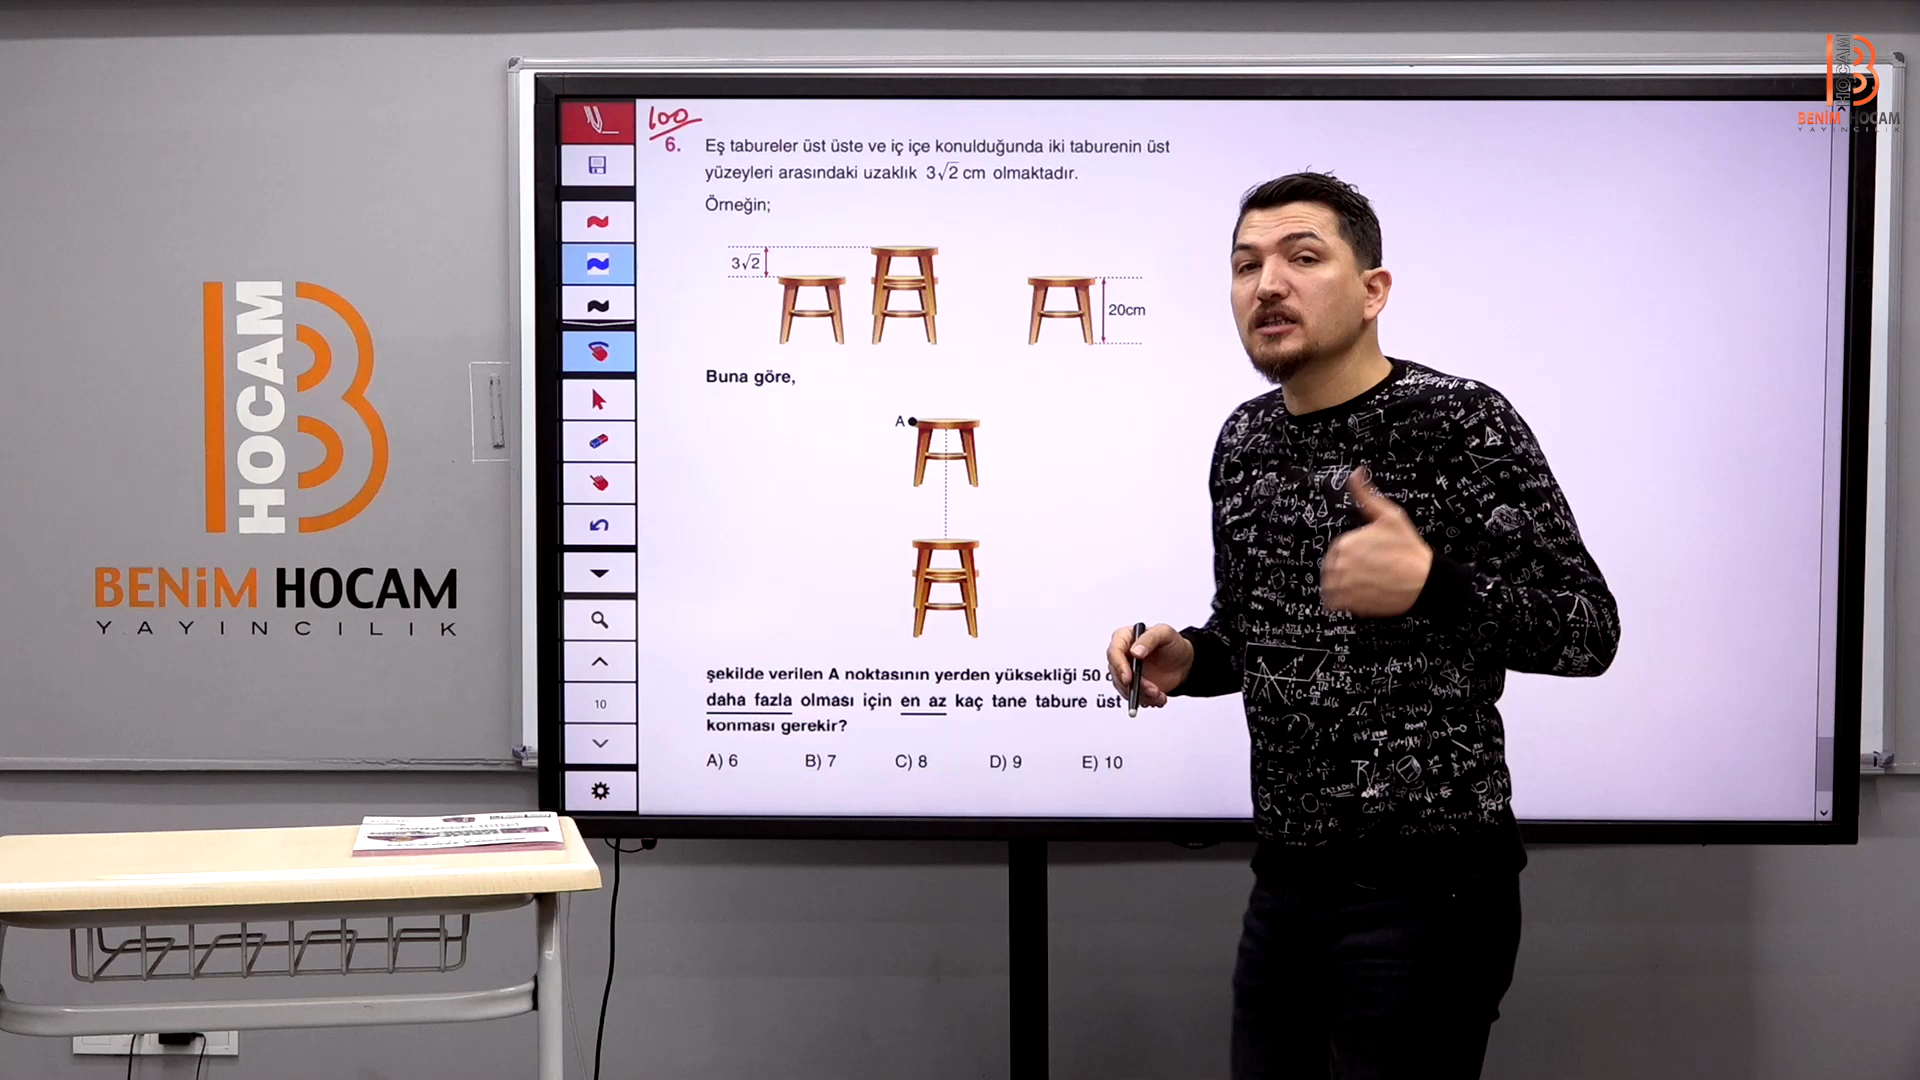 B HOCAM
BENİM HOCAM
YAYINCILIK
HOCAM
BENİM HOCAM
YAYINCILIK
100
6. Eş tabureler üst üste ve iç içe konulduğunda iki taburenin üst
yüzeyleri arasındaki uzaklık 3√2 cm olmaktadır.
Örneğin;
3√2
20cm
Buna göre,
A
şekilde verilen A noktasının yerden yüksekliği 50
daha fazla olması için en az kaç tane tabure üst
konması gerekir?
A) 6 B) 7 C) 8 D) 9 E) 10
10